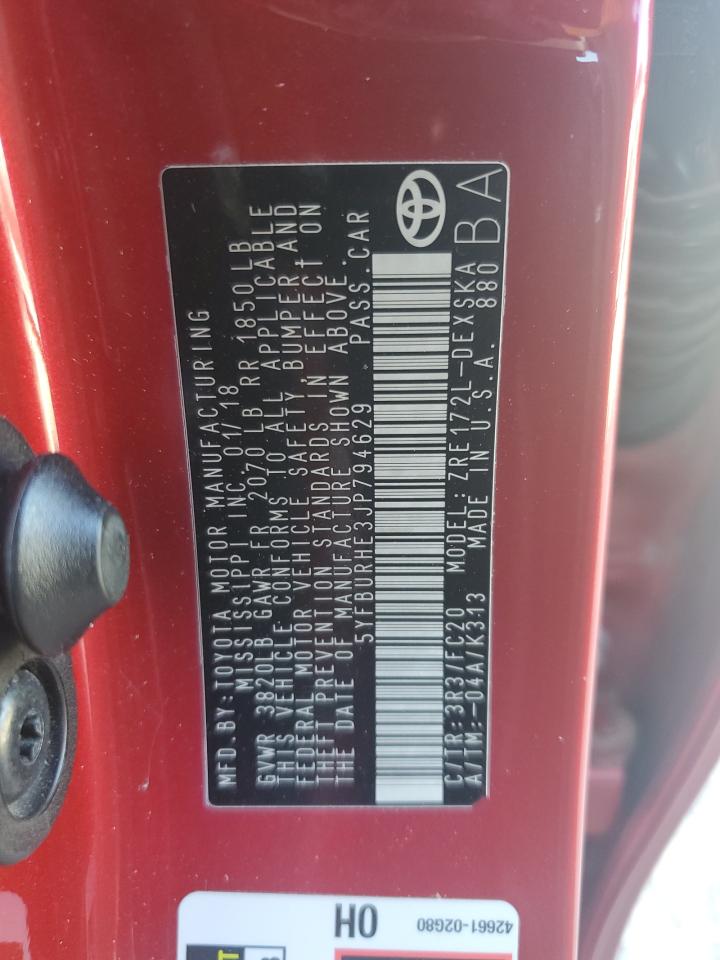 MFD.BY:TOYOTA MOTOR MANUFACTURING
MISSISSIPPI INC. 01/18
GVWR 3820LB GAWR FR 2070 LB RR 1850 LB
THIS VEHICLE CONFORMS TO ALL APPLICABLE
FEDERAL MOTOR VEHICLE SAFETY, BUMPER, AND
THEFT PREVENTION STANDARDS IN EFFECT ON
THE DATE OF MANUFACTURE SHOWN ABOVE.
5YFBURHE3JP794629 PASS.CAR
C/TR:3R3/FC20 MODEL: ZRE172L-DEXSKA
A/TM:-04A/K313 MADE IN U.S.A. 880
BA
42661-02G80
OH